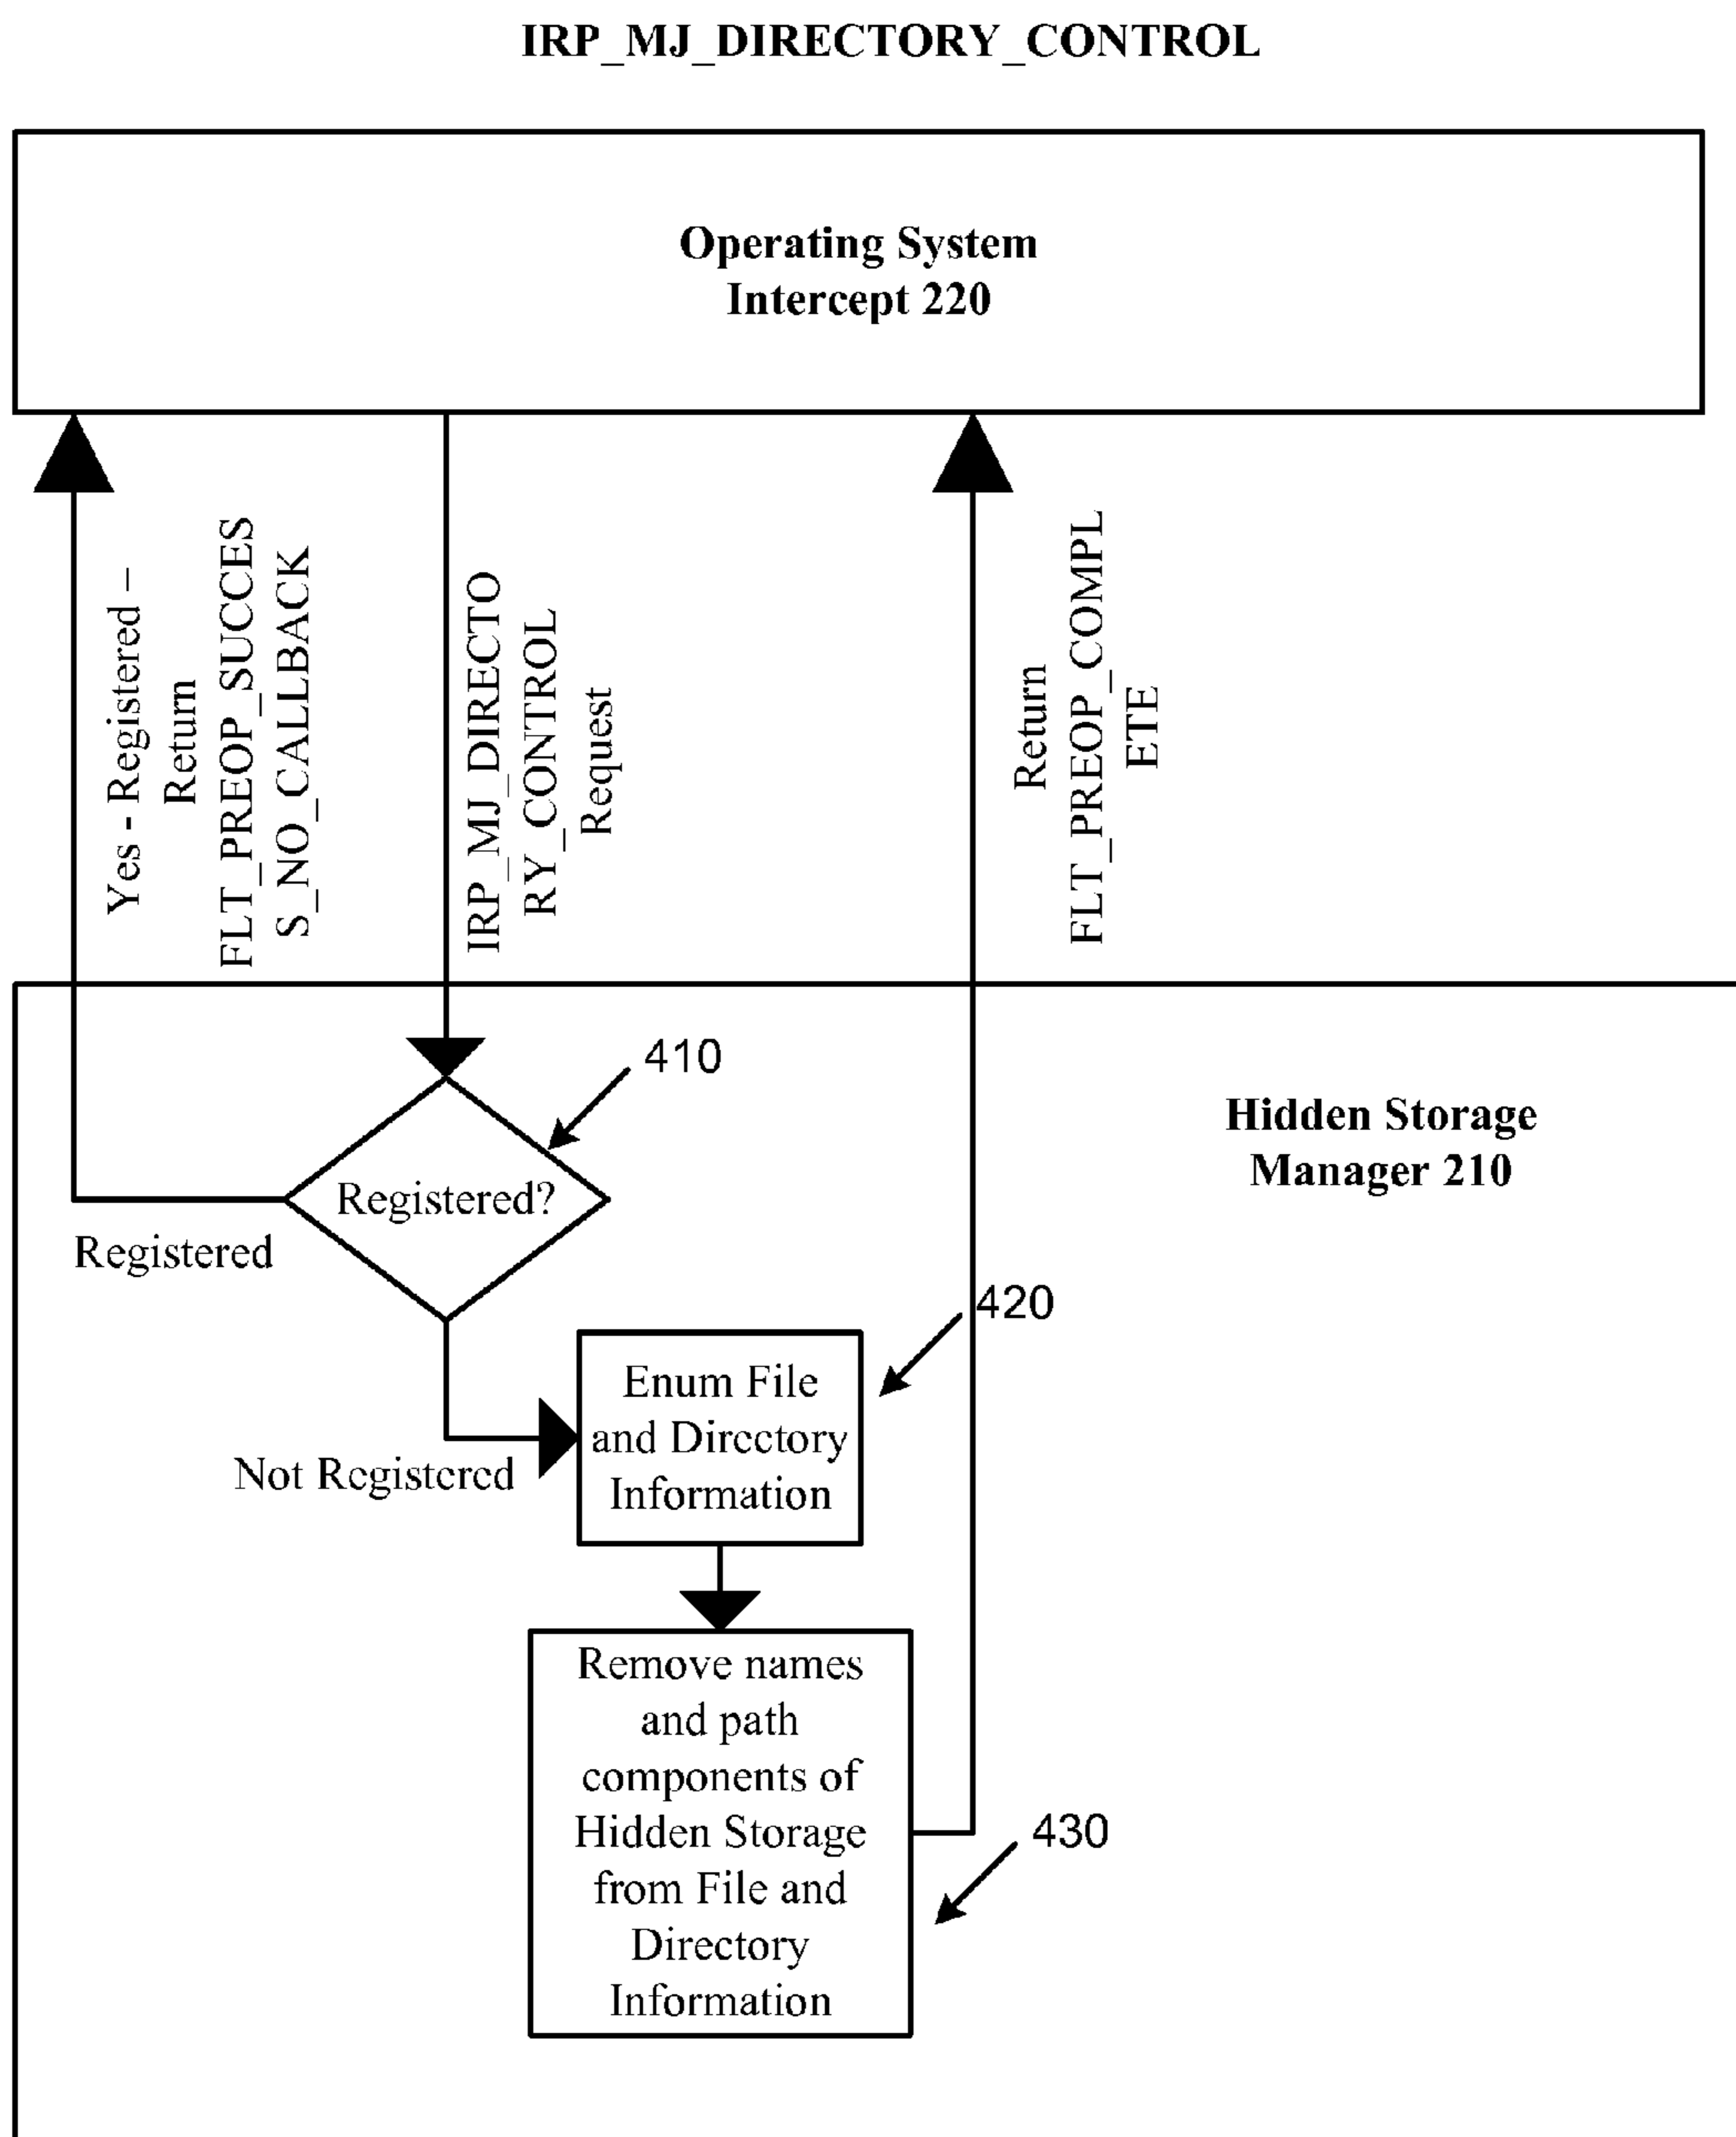 IRP_MJ_DIRECTORY_CONTROL
Operating System
Intercept 220
Yes - Registered –
Return
FLT_PREOP_SUCCES
S_NO_CALLBACK
IRP_MJ_DIRECTO
RY_CONTROL
Request
Return
FLT_PREOP_COMPL
ETE
410
Hidden Storage
Manager 210
Registered?
Registered
420
Enum File
and Directory
Information
Not Registered
Remove names
and path
components of
Hidden Storage
from File and
Directory
Information
430